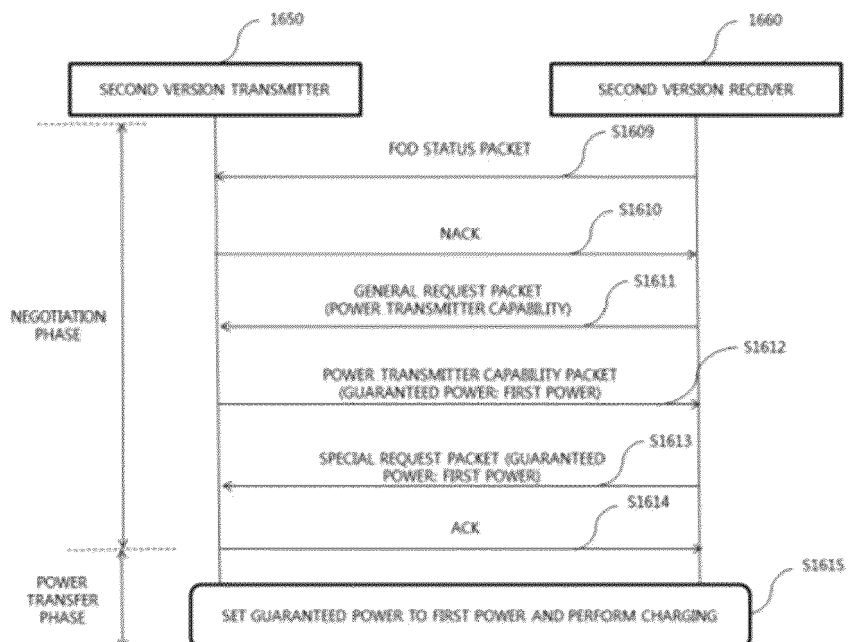 1650
1660
SECOND VERSION TRANSMITTER
SECOND VERSION RECEIVER
S1609
FOD STATUS PACKET
S1610
NACK
S1611
GENERAL REQUEST PACKET
(POWER TRANSMITTER CAPABILITY)
NEGOTIATION
PHASE
S1612
POWER TRANSMITTER CAPABILITY PACKET
(GUARANTEED POWER: FIRST POWER)
S1613
SPECIAL REQUEST PACKET (GUARANTEED
POWER: FIRST POWER)
S1614
ACK
S1615
POWER
TRANSFER
PHASE
SET GUARANTEED POWER TO FIRST POWER AND PERFORM CHARGING